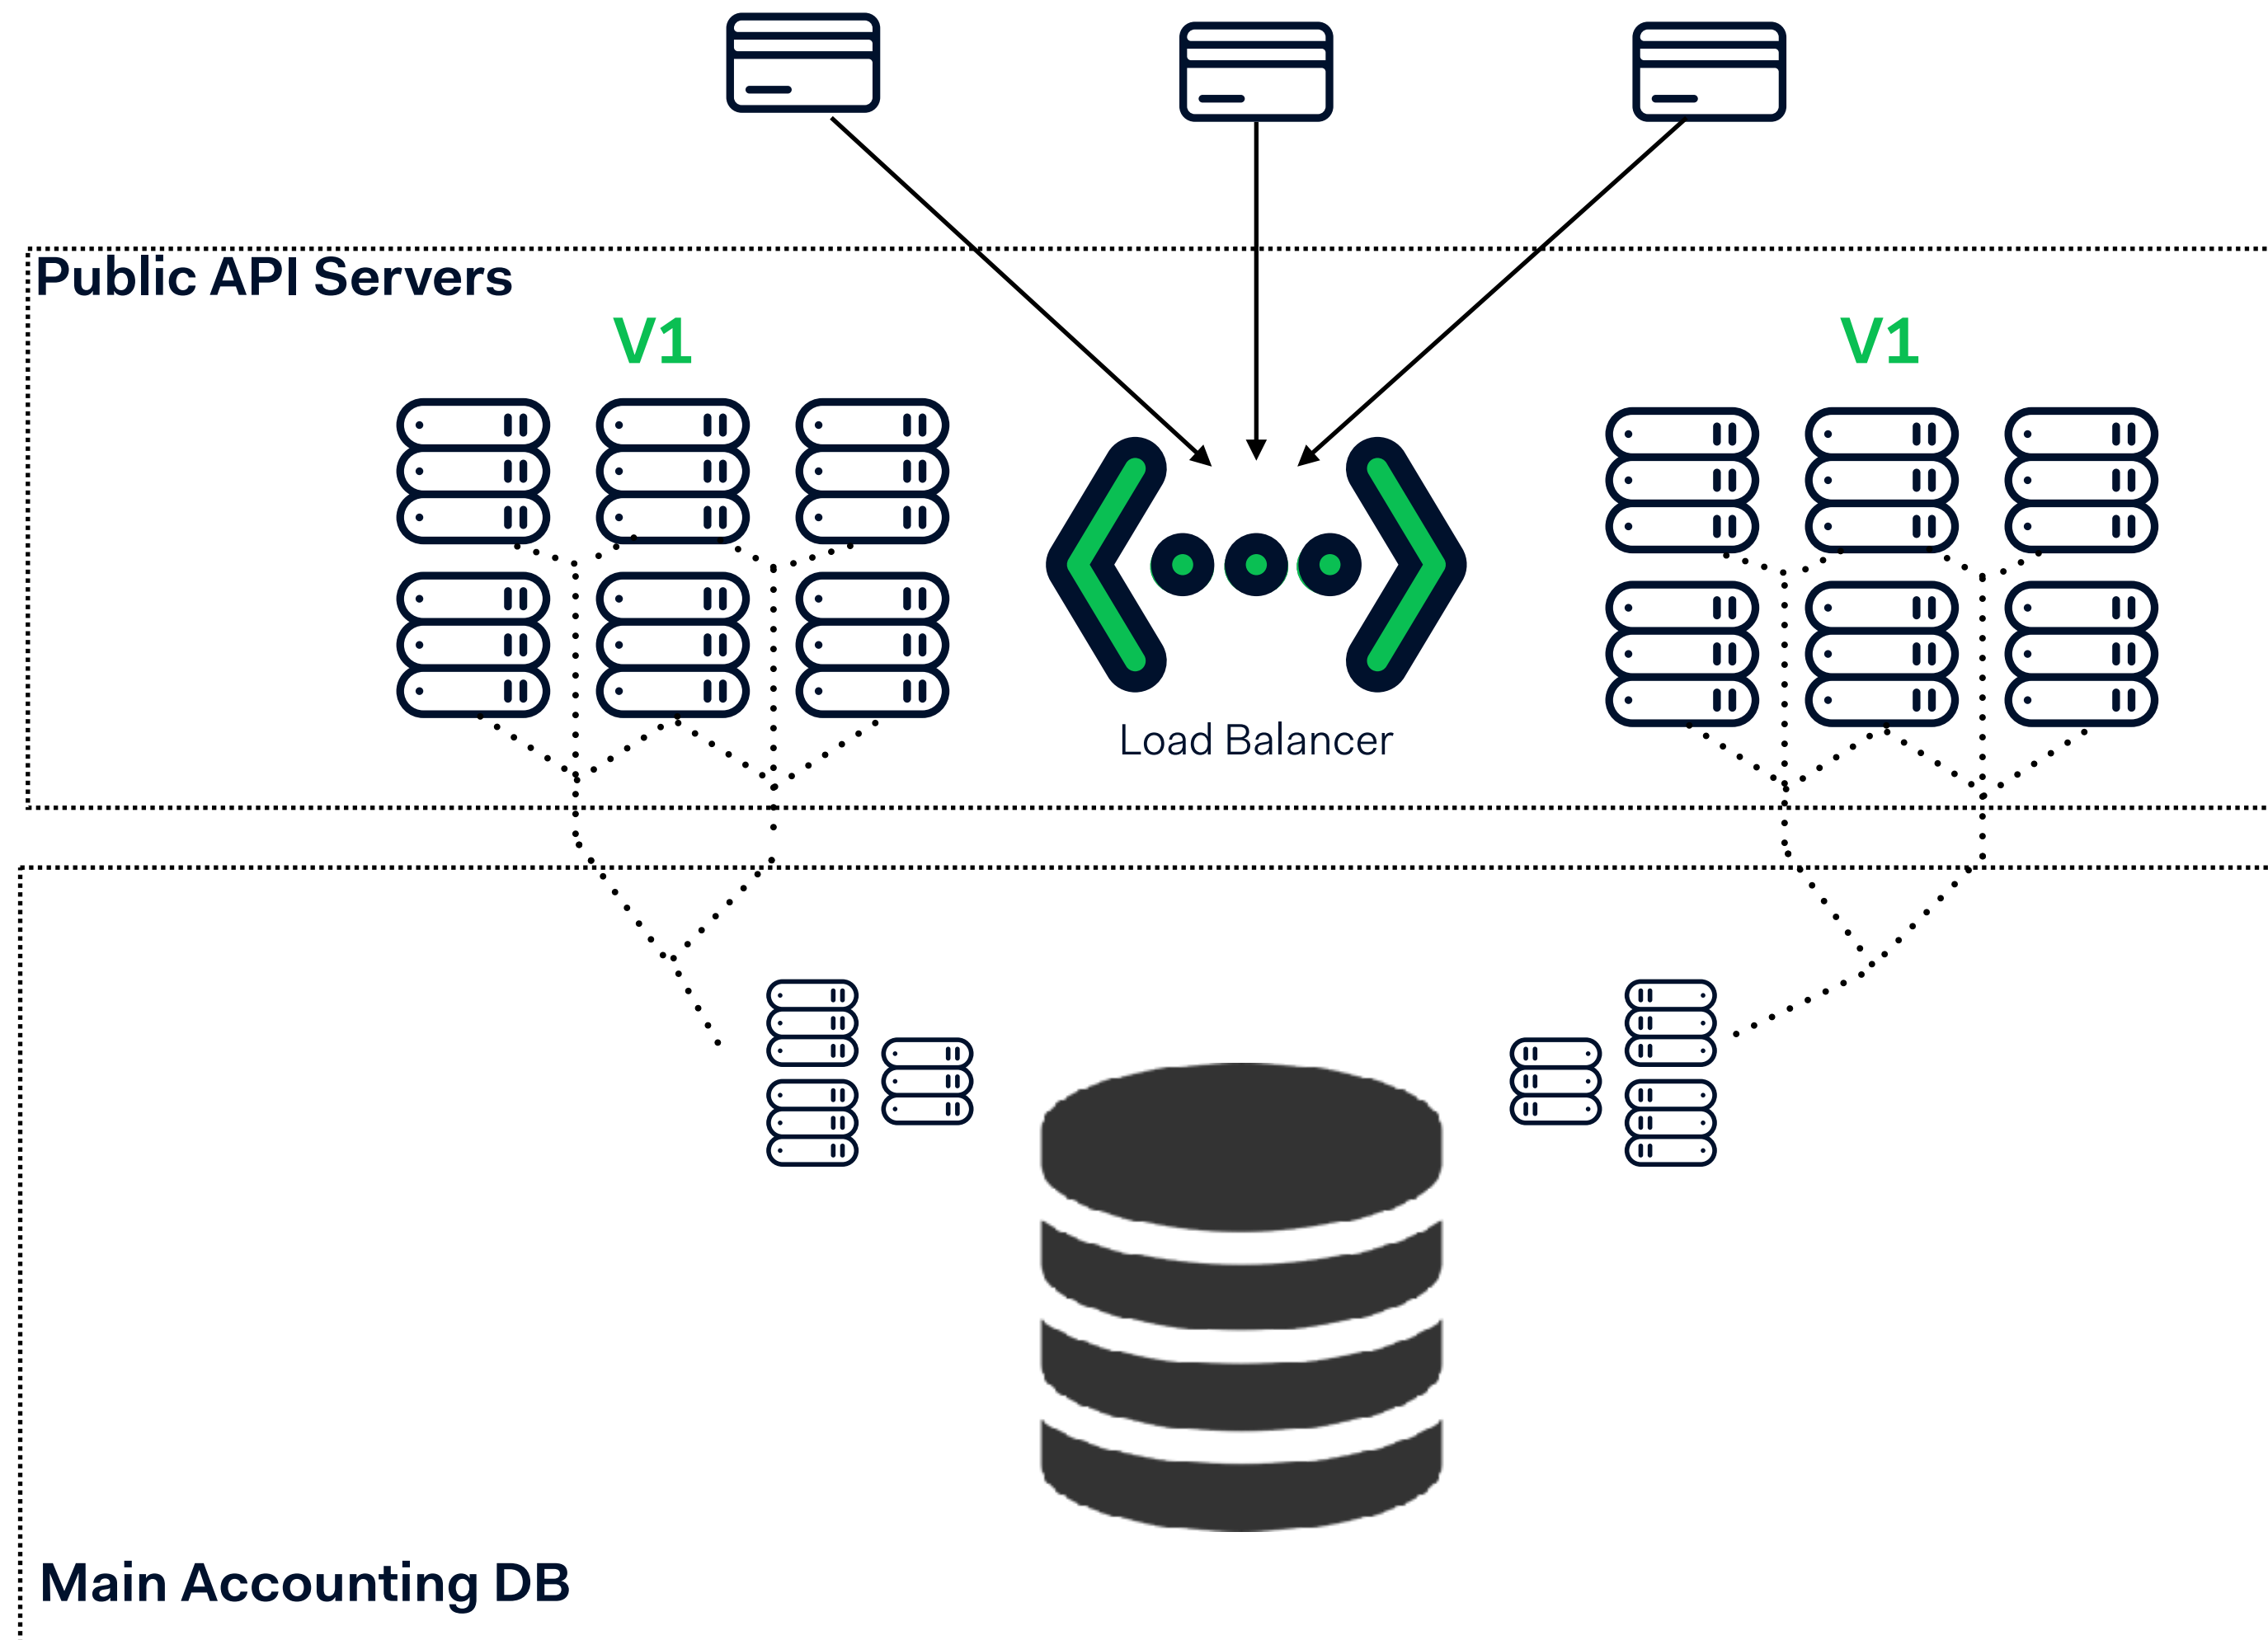 Public API Servers
V1
V1
Load Balancer
Main Accounting DB